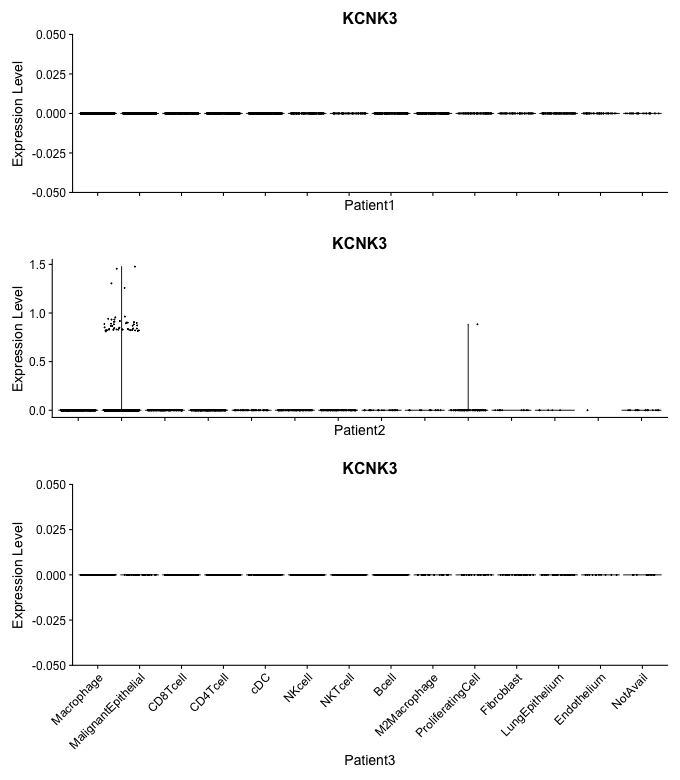 KCNK3
0.050
0.025
0.000
-0.025
-0.050
Expression Level
Patient1
KCNK3
1.5
1.0
0.5
0.0
Expression Level
Patient2
KCNK3
0.050
0.025
0.000
-0.025
-0.050
Expression Level
Macrophage
MalignantEpithelial
CD8Tcell
CD4Tcell
cDC
NKcell
NKTcell
Bcell
M2Macrophage
ProliferatingCell
Fibroblast
LungEpithelium
Endothelium
NotAvail
Patient3